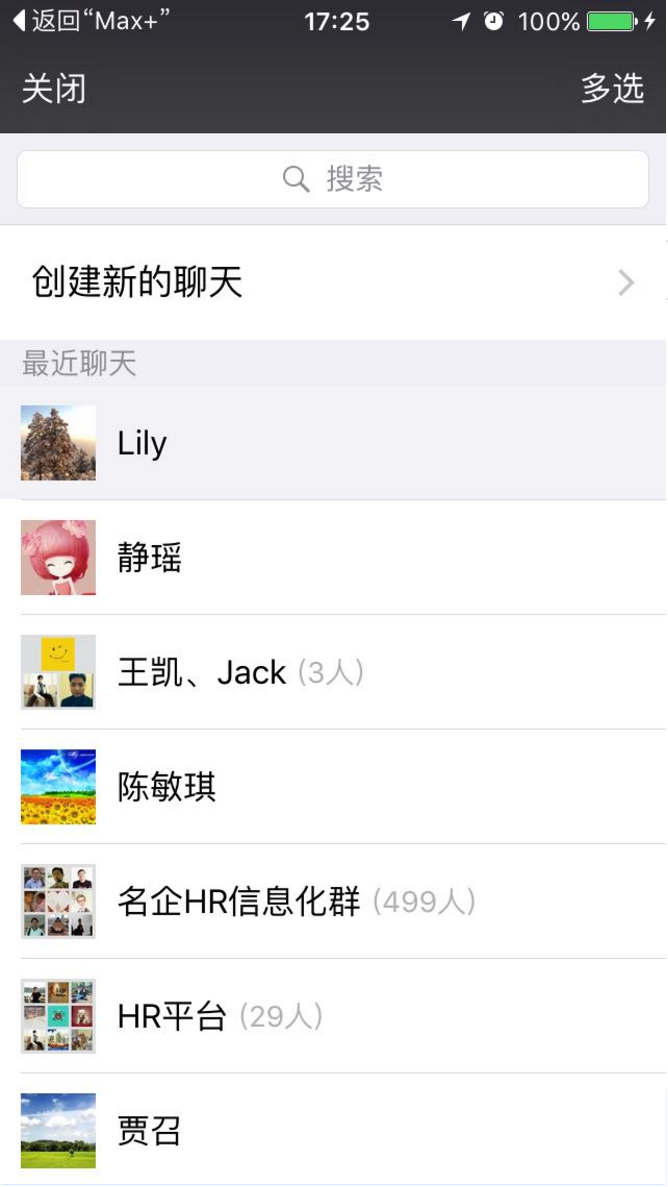 返回“Max+” 17:25 100%
关闭 多选
搜索
创建新的聊天
最近聊天
Lily
静瑶
王凯、Jack (3人)
陈敏琪
名企HR信息化群 (499人)
HR平台 (29人)
贾召